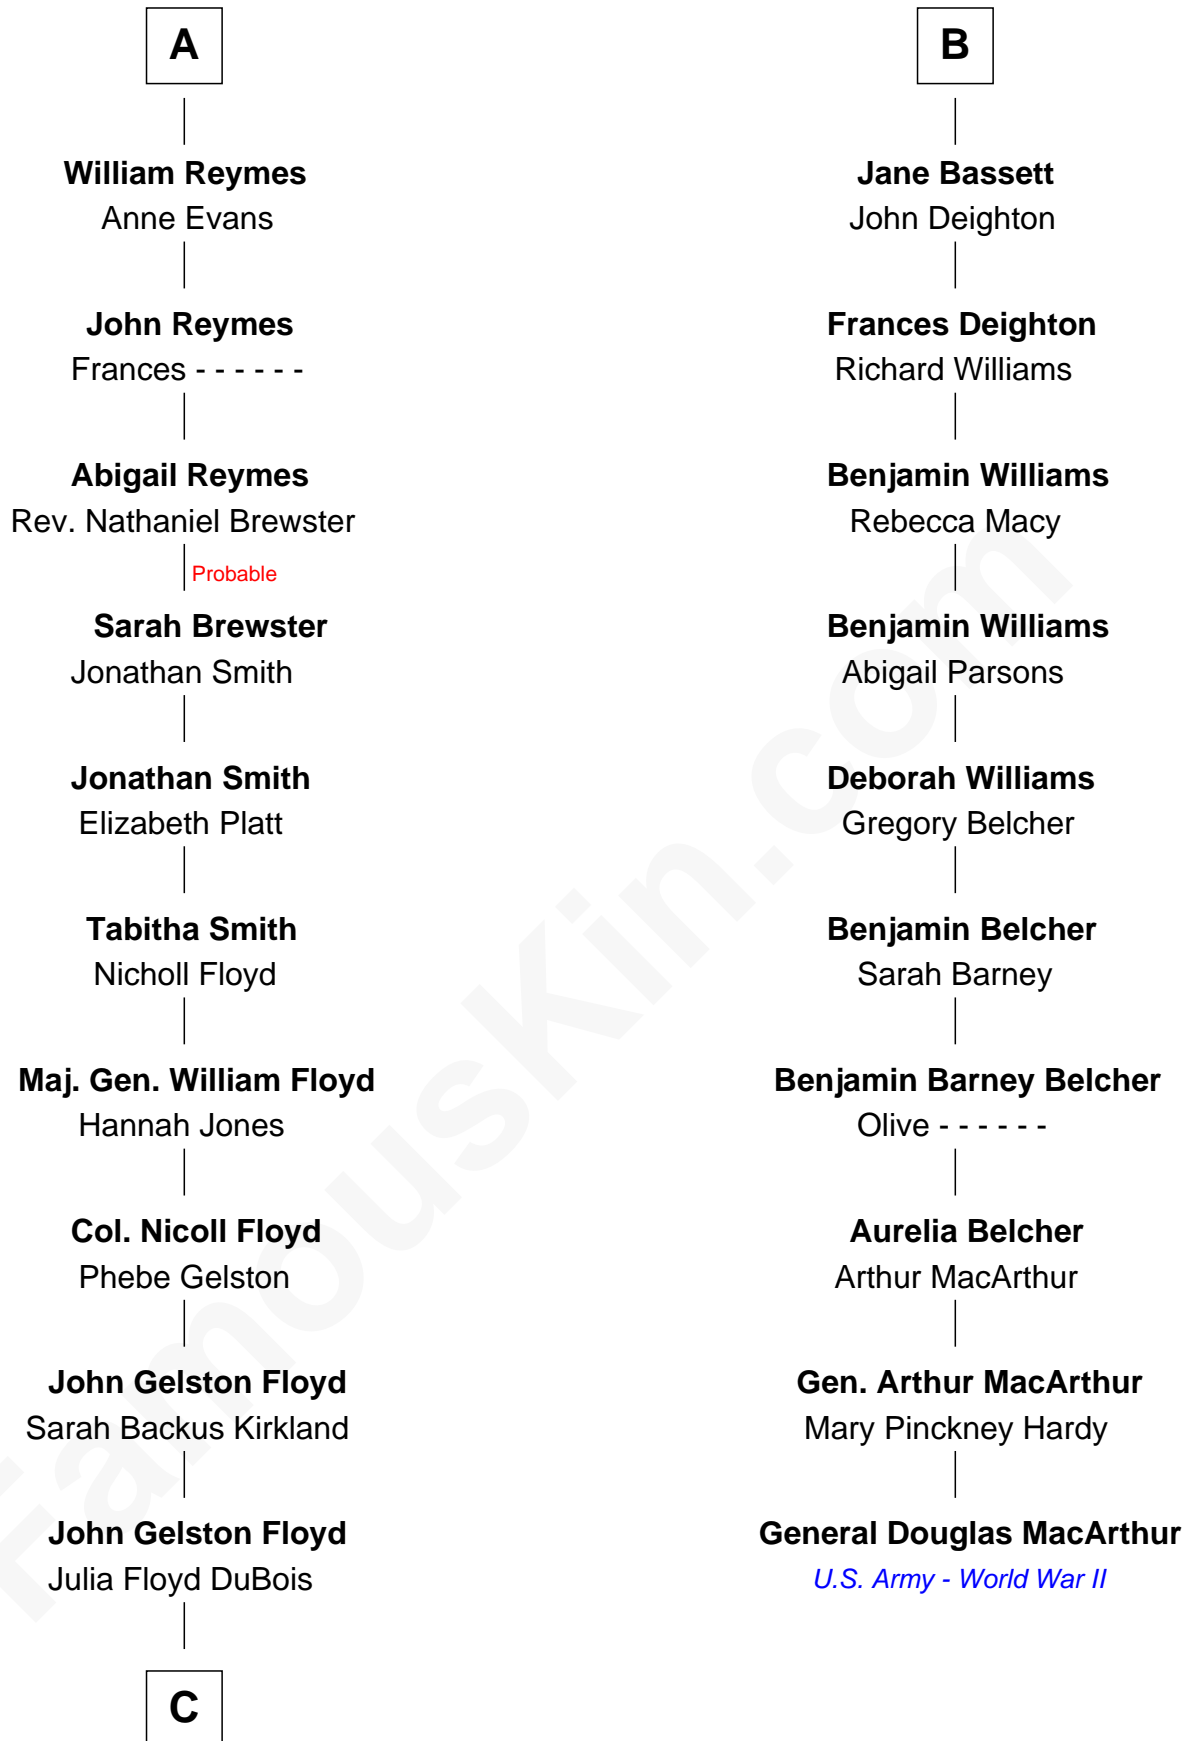 A
William Reymes
Anne Evans
John Reymes
Frances - - - - - -
Abigail Reymes
Rev. Nathaniel Brewster
Probable
Sarah Brewster
Jonathan Smith
Jonathan Smith
Elizabeth Platt
Tabitha Smith
Nicholl Floyd
Maj. Gen. William Floyd
Hannah Jones
Col. Nicoll Floyd
Phebe Gelston
John Gelston Floyd
Sarah Backus Kirkland
John Gelston Floyd
Julia Floyd DuBois
C
B
Jane Bassett
John Deighton
Frances Deighton
Richard Williams
Benjamin Williams
Rebecca Macy
Benjamin Williams
Abigail Parsons
Deborah Williams
Gregory Belcher
Benjamin Belcher
Sarah Barney
Benjamin Barney Belcher
Olive - - - - - -
Aurelia Belcher
Arthur MacArthur
Gen. Arthur MacArthur
Mary Pinckney Hardy
General Douglas MacArthur
U.S. Army - World War II
FamousKin.com